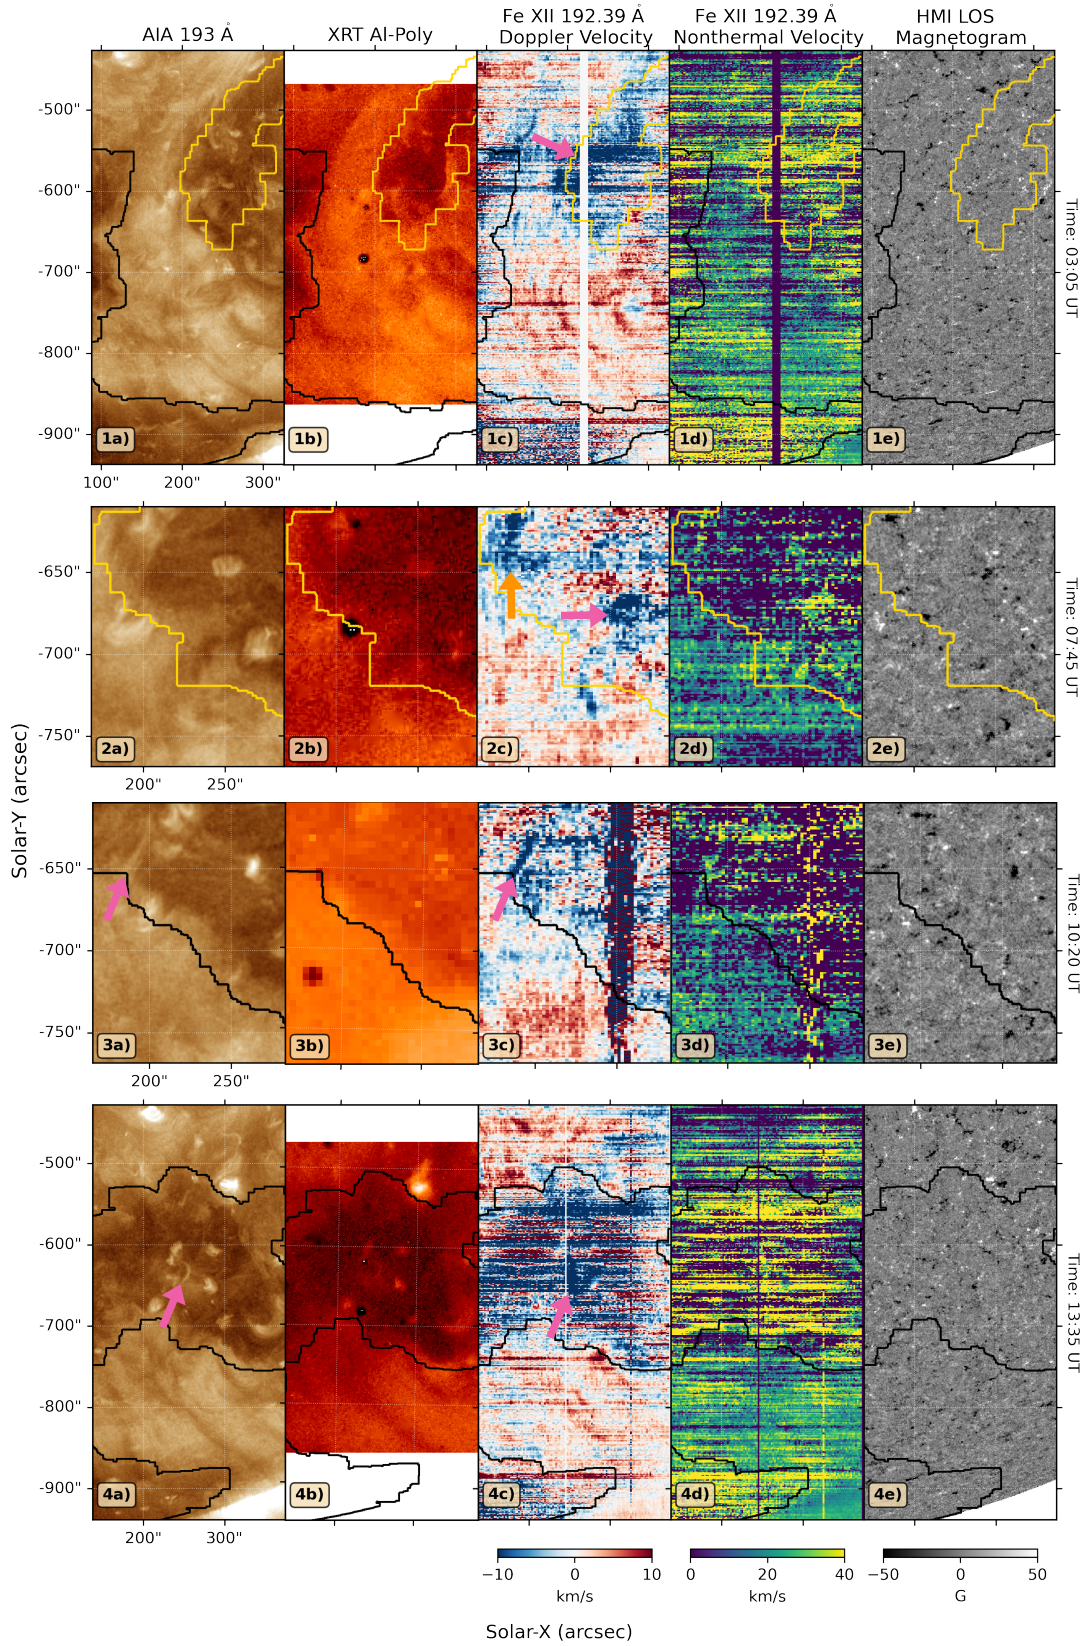 AIA 193 Å
XRT Al-Poly
Fe XII 192.39 Å
Doppler Velocity
Fe XII 192.39 Å
Nonthermal Velocity
HMI LOS
Magnetogram
-500"
-600"
-700"
-800"
-900"
1a)
1b)
1c)
1d)
1e)
100"
200"
300"
Time: 03:05 UT
-650"
-700"
-750"
2a)
2b)
2c)
2d)
2e)
200"
250"
Time: 07:45 UT
Solar-Y (arcsec)
-650"
-700"
-750"
3a)
3b)
3c)
3d)
3e)
200"
250"
Time: 10:20 UT
-500"
-600"
-700"
-800"
-900"
4a)
4b)
4c)
4d)
4e)
200"
300"
Time: 13:35 UT
−10 0 10
km/s
0 20 40
km/s
−50 0 50
G
Solar-X (arcsec)